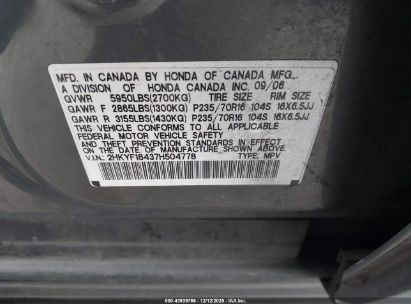 MFD. IN CANADA BY HONDA OF CANADA MFG.,
A DIVISION OF HONDA CANADA INC. 09/06
GVWR 5950LBS(2700KG) TIRE SIZE RIM SIZE
GAWR F 2865LBS(1300KG) P235/70R16 104S 16X6.5JJ
GAWR R 3155LBS(1430KG) P235/70R16 104S 16X6.5JJ
THIS VEHICLE CONFORMS TO ALL APPLICABLE
FEDERAL MOTOR VEHICLE SAFETY AND
THEFT PREVENTION STANDARDS IN EFFECT ON THE
DATE OF MANUFACTURE SHOWN ABOVE.
V.I.N.: 2HKYF18437H504778 TYPE: MPV